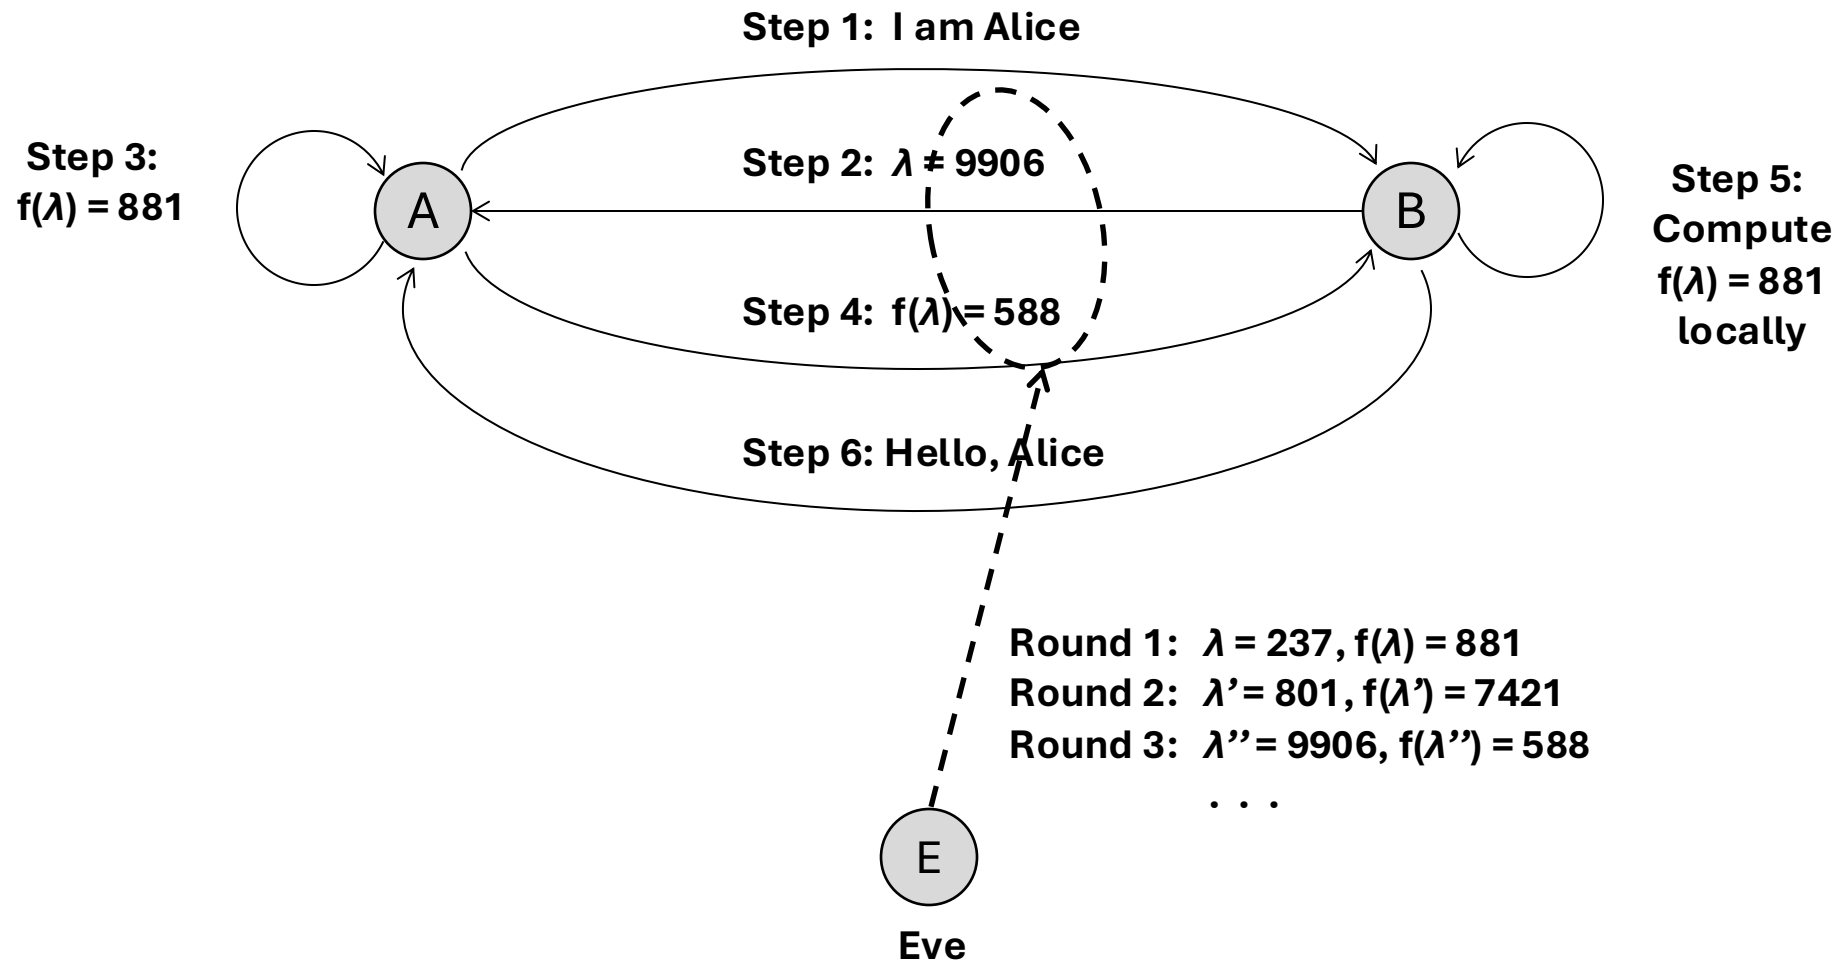 Step 1: I am Alice
Step 3:
f(λ) = 881
A
Step 2: λ = 9906
B
Step 5:
Compute
f(λ) = 881
locally
Step 4: f(λ) = 588
Step 6: Hello, Alice
Round 1: λ = 237, f(λ) = 881
Round 2: λ’ = 801, f(λ’) = 7421
Round 3: λ’’ = 9906, f(λ’’) = 588
. . .
E
Eve